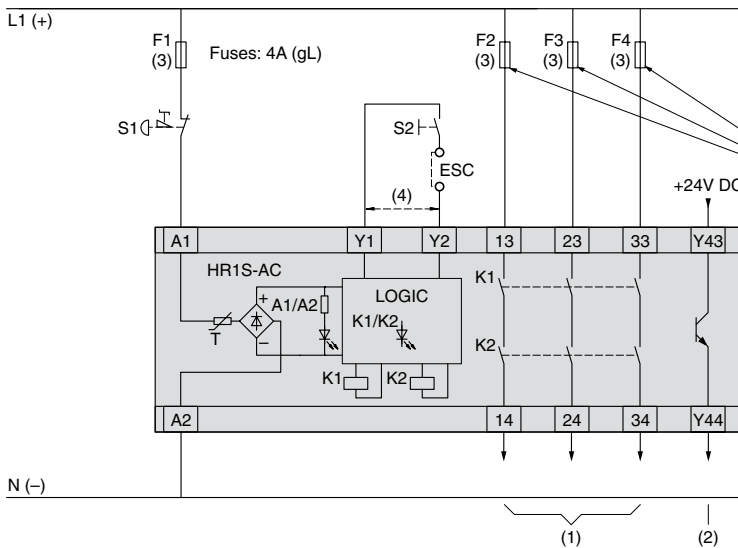 L1 (+)
F1
(3)
Fuses: 4A (gL)
F2
(3)
F3
(3)
F4
(3)
S1
S2
ESC
(4)
+24V DC
A1
Y1
Y2
13
23
33
Y43
HR1S-AC
+
A1/A2
T
−
LOGIC
K1/K2
K1
K2
K1
K2
A2
14
24
34
Y44
N (–)
(1)
(2)